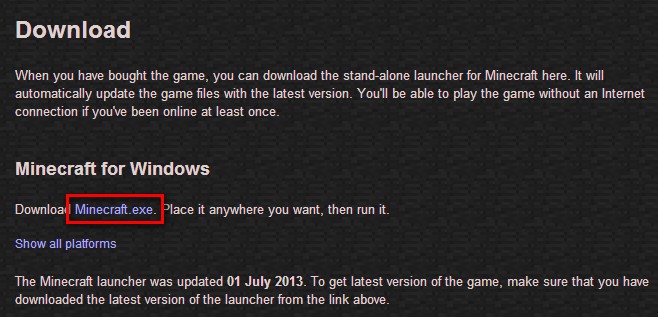 Download
When you have bought the game, you can download the stand-alone launcher for Minecraft here. It will
automatically update the game files with the latest version. You'll be able to play the game without an Internet
connection if you've been online at least once.
Minecraft for Windows
Download Minecraft.exe. Place it anywhere you want, then run it.
Show all platforms
The Minecraft launcher was updated 01 July 2013. To get latest version of the game, make sure that you have
downloaded the latest version of the launcher from the link above.